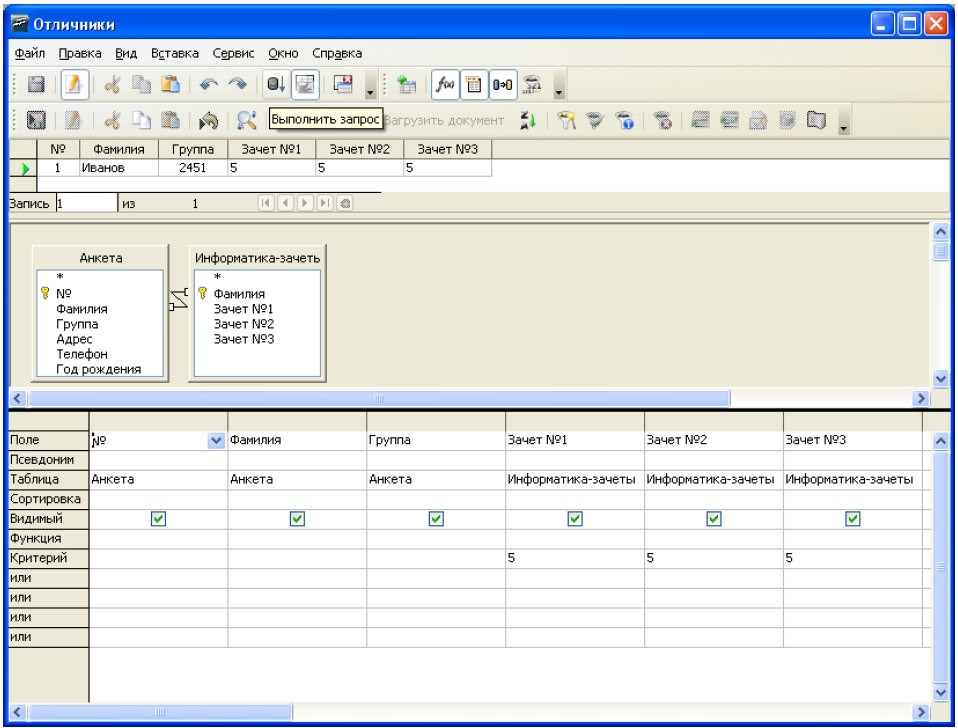 Отличники
Файл Правка Вид Вставка Сервис Окно Справка
f(x)
Выполнить запрос Загрузить документ
№ Фамилия Группа Зачет №1 Зачет №2 Зачет №3
1 Иванов 2451 5 5 5
Запись 1 из 1
Анкета Информатика-зачеть
* *
№ Фамилия
Фамилия Зачет №1
Группа Зачет №2
Адрес Зачет №3
Телефон
Год рождения
Поле № Фамилия Группа Зачет №1 Зачет №2 Зачет №3
Псевдоним
Таблица Анкета Анкета Анкета Информатика-зачеты Информатика-зачеты Информатика-зачеты
Сортировка
Видимый
Функция
Критерий 5 5 5
или
или
или
или